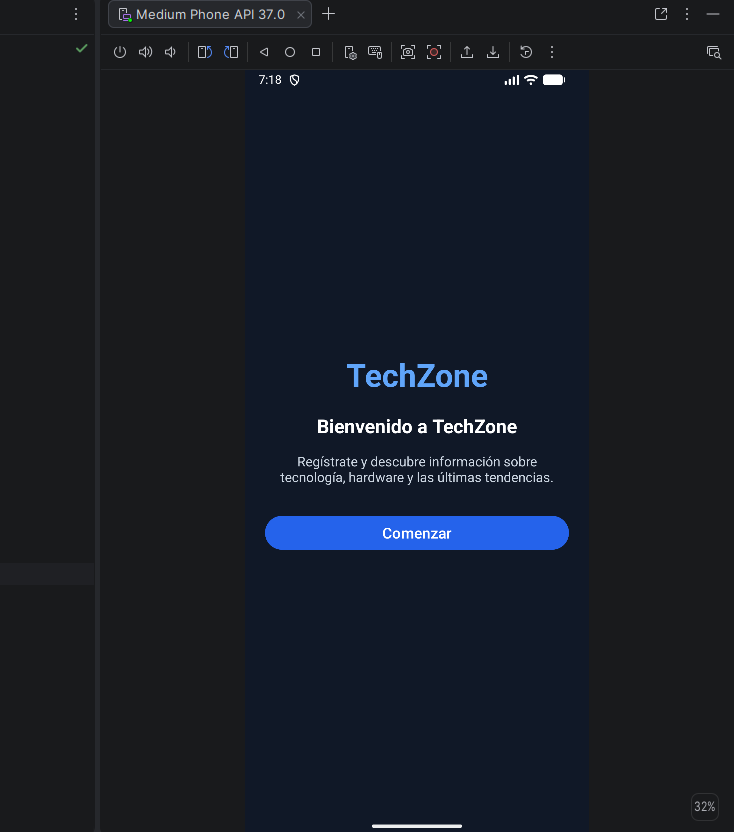 Medium Phone API 37.0
7:18
TechZone
Bienvenido a TechZone
Regístrate y descubre información sobre
tecnología, hardware y las últimas tendencias.
Comenzar
32%